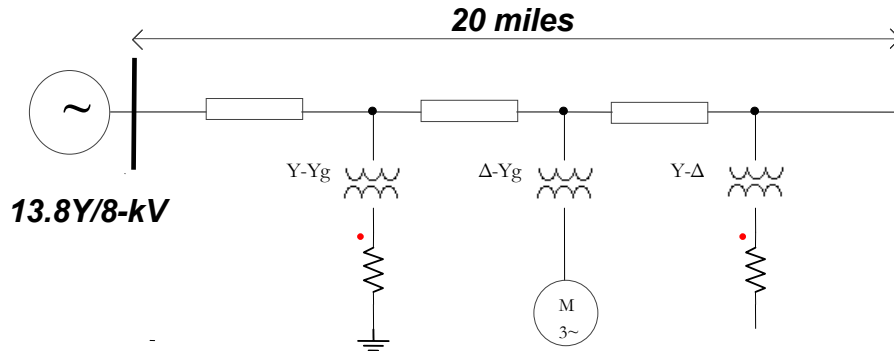 20 miles
~
Y-Yg
Δ-Yg
Y-Δ
13.8Y/8-kV
M
3~
-